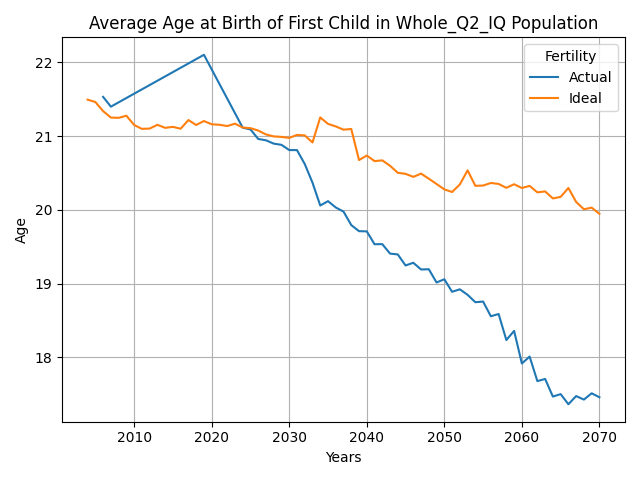 Average Age at Birth of First Child in Whole_Q2_IQ Population
Fertility
Actual
Ideal
Age
22
21
20
19
18
2010
2020
2030
2040
2050
2060
2070
Years